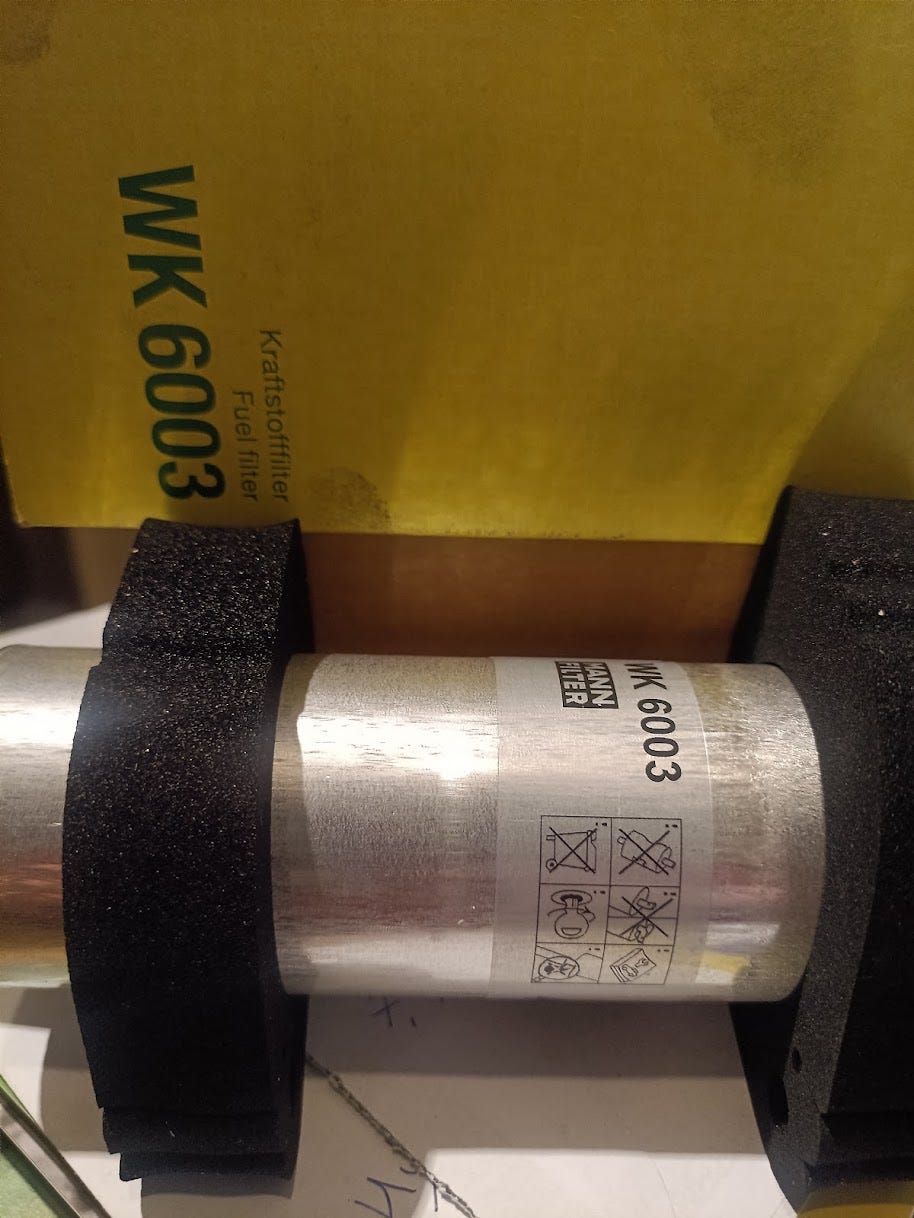 WK 6003
Kraftstofffilter
Fuel filter
MANN
FILTER
WK 6003